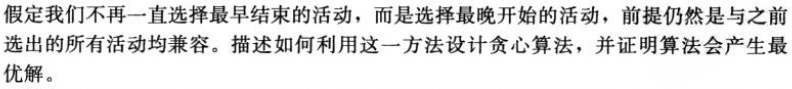 假定我们不再一直选择最早结束的活动，而是选择最晚开始的活动，前提仍然是与之前
选出的所有活动均兼容。描述如何利用这一方法设计贪心算法，并证明算法会产生最
优解。